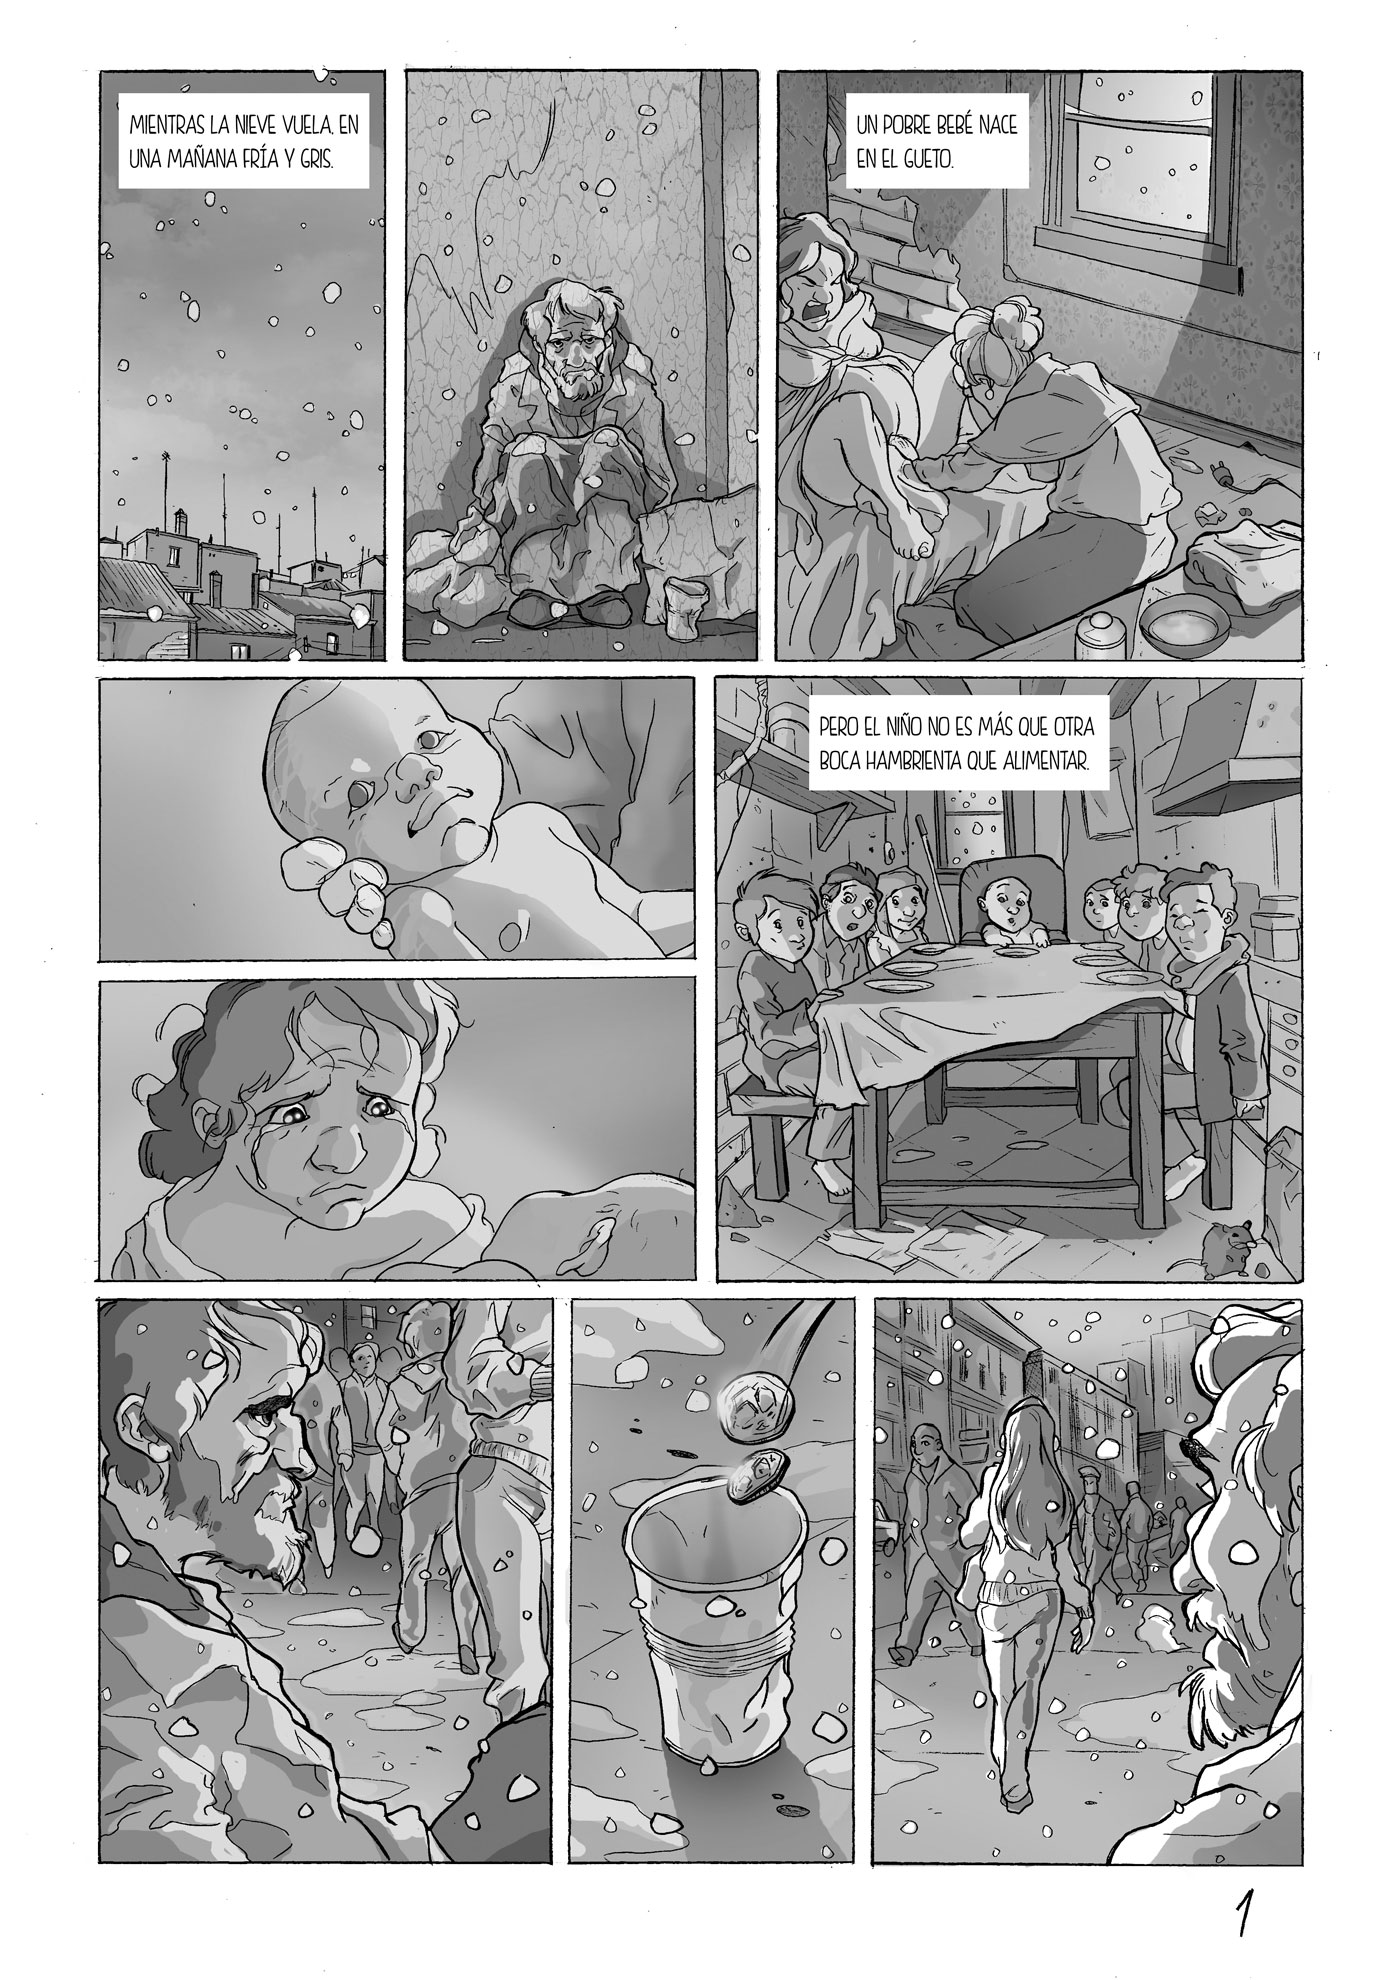 MIENTRAS LA NIEVE VUELA, EN
UNA MAÑANA FRÍA Y GRIS.
UN POBRE BEBÉ NACE
EN EL GUETO.
PERO EL NIÑO NO ES MÁS QUE OTRA
BOCA HAMBRIENTA QUE ALIMENTAR.
1